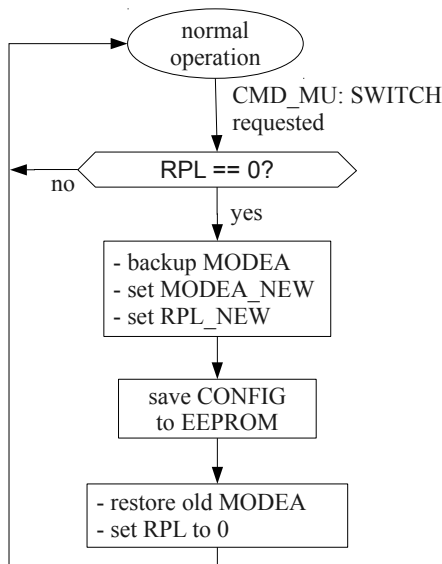 normal
operation
CMD_MU: SWITCH
requested
RPL == 0?
no
yes
- backup MODEA
- set MODEA_NEW
- set RPL_NEW
save CONFIG
to EEPROM
- restore old MODEA
- set RPL to 0